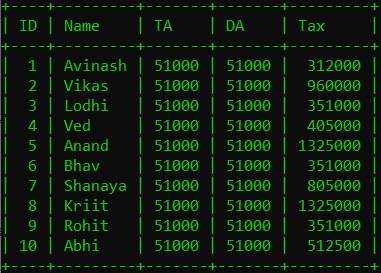 +----+---------+-------+-------+---------+
| ID | Name    | TA    | DA    | Tax     |
+----+---------+-------+-------+---------+
|  1 | Avinash | 51000 | 51000 |  312000 |
|  2 | Vikas   | 51000 | 51000 |  960000 |
|  3 | Lodhi   | 51000 | 51000 |  351000 |
|  4 | Ved     | 51000 | 51000 |  405000 |
|  5 | Anand   | 51000 | 51000 | 1325000 |
|  6 | Bhav    | 51000 | 51000 |  351000 |
|  7 | Shanaya | 51000 | 51000 |  805000 |
|  8 | Kriit   | 51000 | 51000 | 1325000 |
|  9 | Rohit   | 51000 | 51000 |  351000 |
| 10 | Abhi    | 51000 | 51000 |  512500 |
+----+---------+-------+-------+---------+